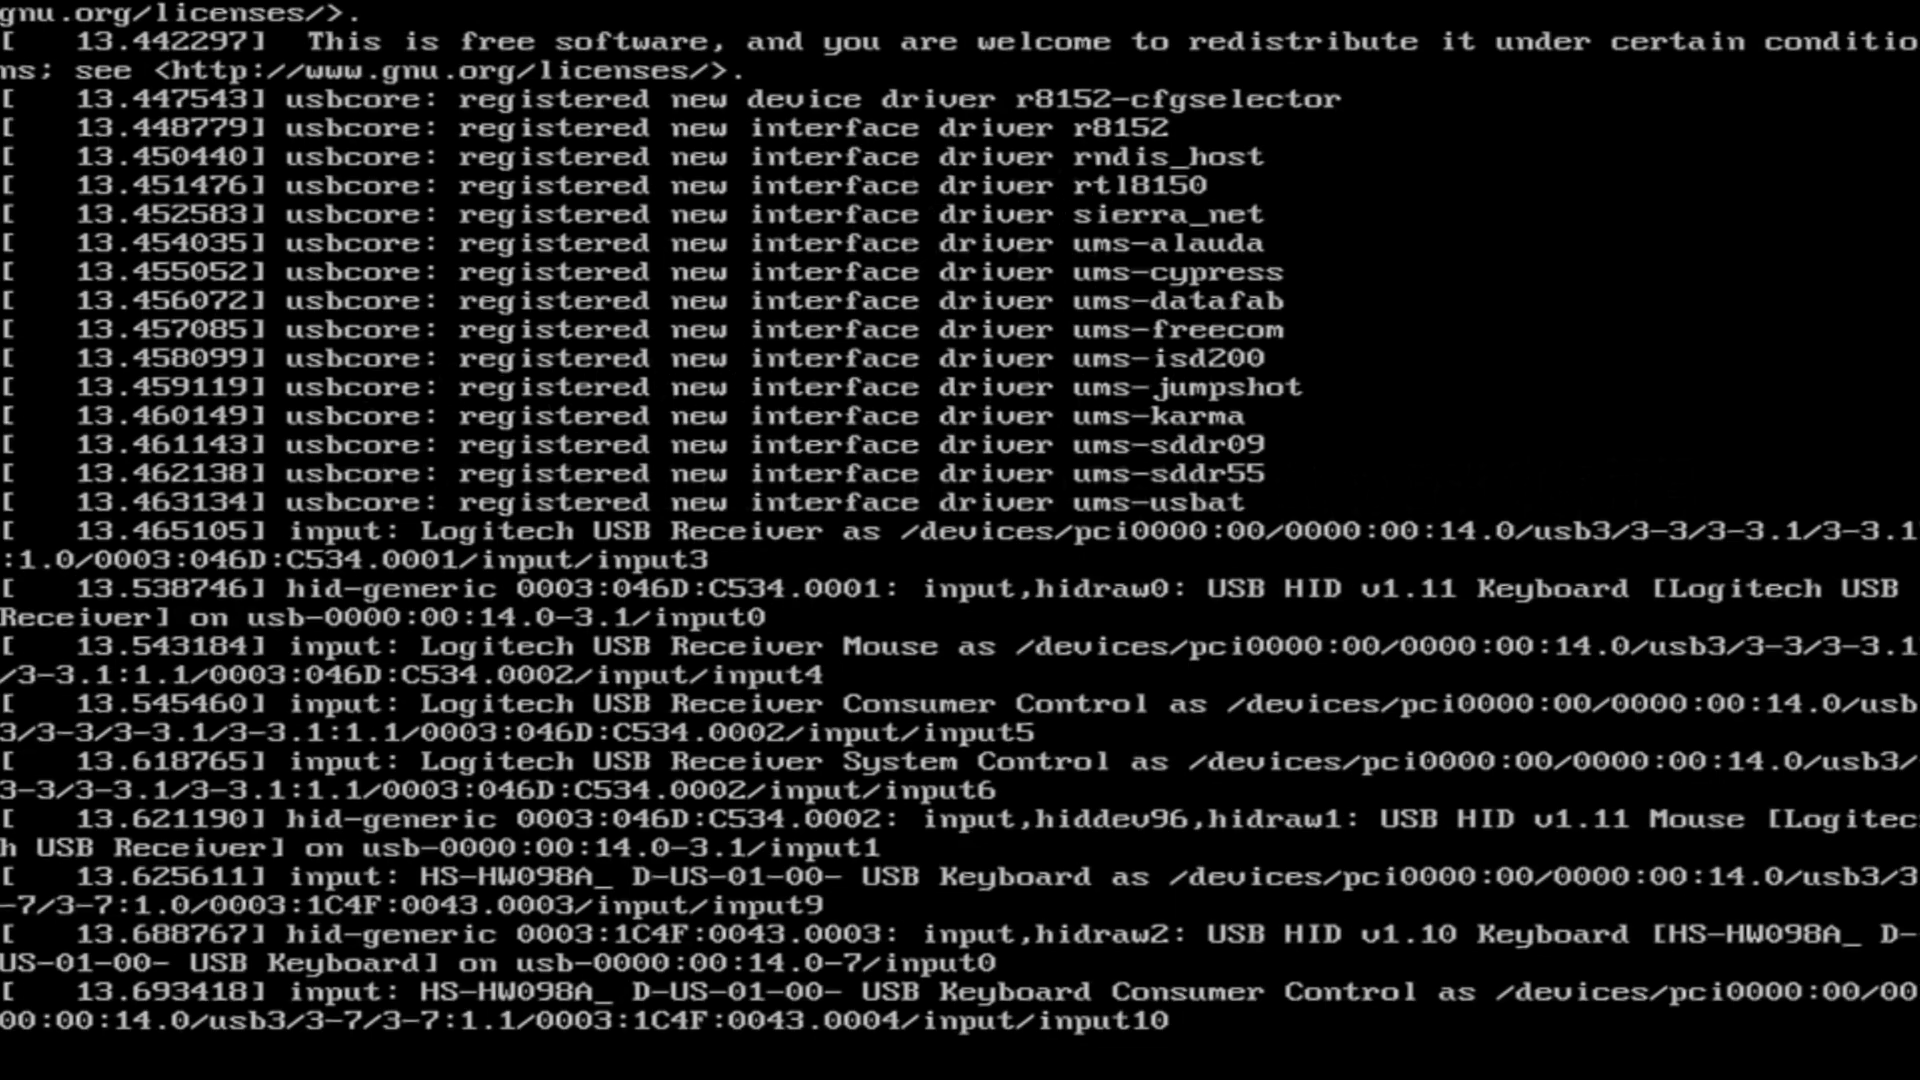 gnu.org/licenses/>.
[   13.442297]  This is free software, and you are welcome to redistribute it under certain conditio
ns; see <http://www.gnu.org/licenses/>.
[   13.447543] usbcore: registered new device driver r8152-cfgselector
[   13.448779] usbcore: registered new interface driver r8152
[   13.450440] usbcore: registered new interface driver rndis_host
[   13.451476] usbcore: registered new interface driver rtl8150
[   13.452583] usbcore: registered new interface driver sierra_net
[   13.454035] usbcore: registered new interface driver ums-alauda
[   13.455052] usbcore: registered new interface driver ums-cypress
[   13.456072] usbcore: registered new interface driver ums-datafab
[   13.457085] usbcore: registered new interface driver ums-freecom
[   13.458099] usbcore: registered new interface driver ums-isd200
[   13.459119] usbcore: registered new interface driver ums-jumpshot
[   13.460149] usbcore: registered new interface driver ums-karma
[   13.461143] usbcore: registered new interface driver ums-sddr09
[   13.462138] usbcore: registered new interface driver ums-sddr55
[   13.463134] usbcore: registered new interface driver ums-usbat
[   13.465105] input: Logitech USB Receiver as /devices/pci0000:00/0000:00:14.0/usb3/3-3/3-3.1/3-3.1
:1.0/0003:046D:C534.0001/input/input3
[   13.538746] hid-generic 0003:046D:C534.0001: input,hidraw0: USB HID v1.11 Keyboard [Logitech USB
Receiver] on usb-0000:00:14.0-3.1/input0
[   13.543184] input: Logitech USB Receiver Mouse as /devices/pci0000:00/0000:00:14.0/usb3/3-3/3-3.1
/3-3.1:1.1/0003:046D:C534.0002/input/input4
[   13.545460] input: Logitech USB Receiver Consumer Control as /devices/pci0000:00/0000:00:14.0/usb
3/3-3/3-3.1/3-3.1:1.1/0003:046D:C534.0002/input/input5
[   13.618765] input: Logitech USB Receiver System Control as /devices/pci0000:00/0000:00:14.0/usb3/
3-3/3-3.1/3-3.1:1.1/0003:046D:C534.0002/input/input6
[   13.621190] hid-generic 0003:046D:C534.0002: input,hiddev96,hidraw1: USB HID v1.11 Mouse [Logitec
h USB Receiver] on usb-0000:00:14.0-3.1/input1
[   13.625611] input: HS-HW098A_ D-US-01-00- USB Keyboard as /devices/pci0000:00/0000:00:14.0/usb3/3
-7/3-7:1.0/0003:1C4F:0043.0003/input/input9
[   13.688767] hid-generic 0003:1C4F:0043.0003: input,hidraw2: USB HID v1.10 Keyboard [HS-HW098A_ D-
US-01-00- USB Keyboard] on usb-0000:00:14.0-7/input0
[   13.693418] input: HS-HW098A_ D-US-01-00- USB Keyboard Consumer Control as /devices/pci0000:00/00
00:00:14.0/usb3/3-7/3-7:1.1/0003:1C4F:0043.0004/input/input10